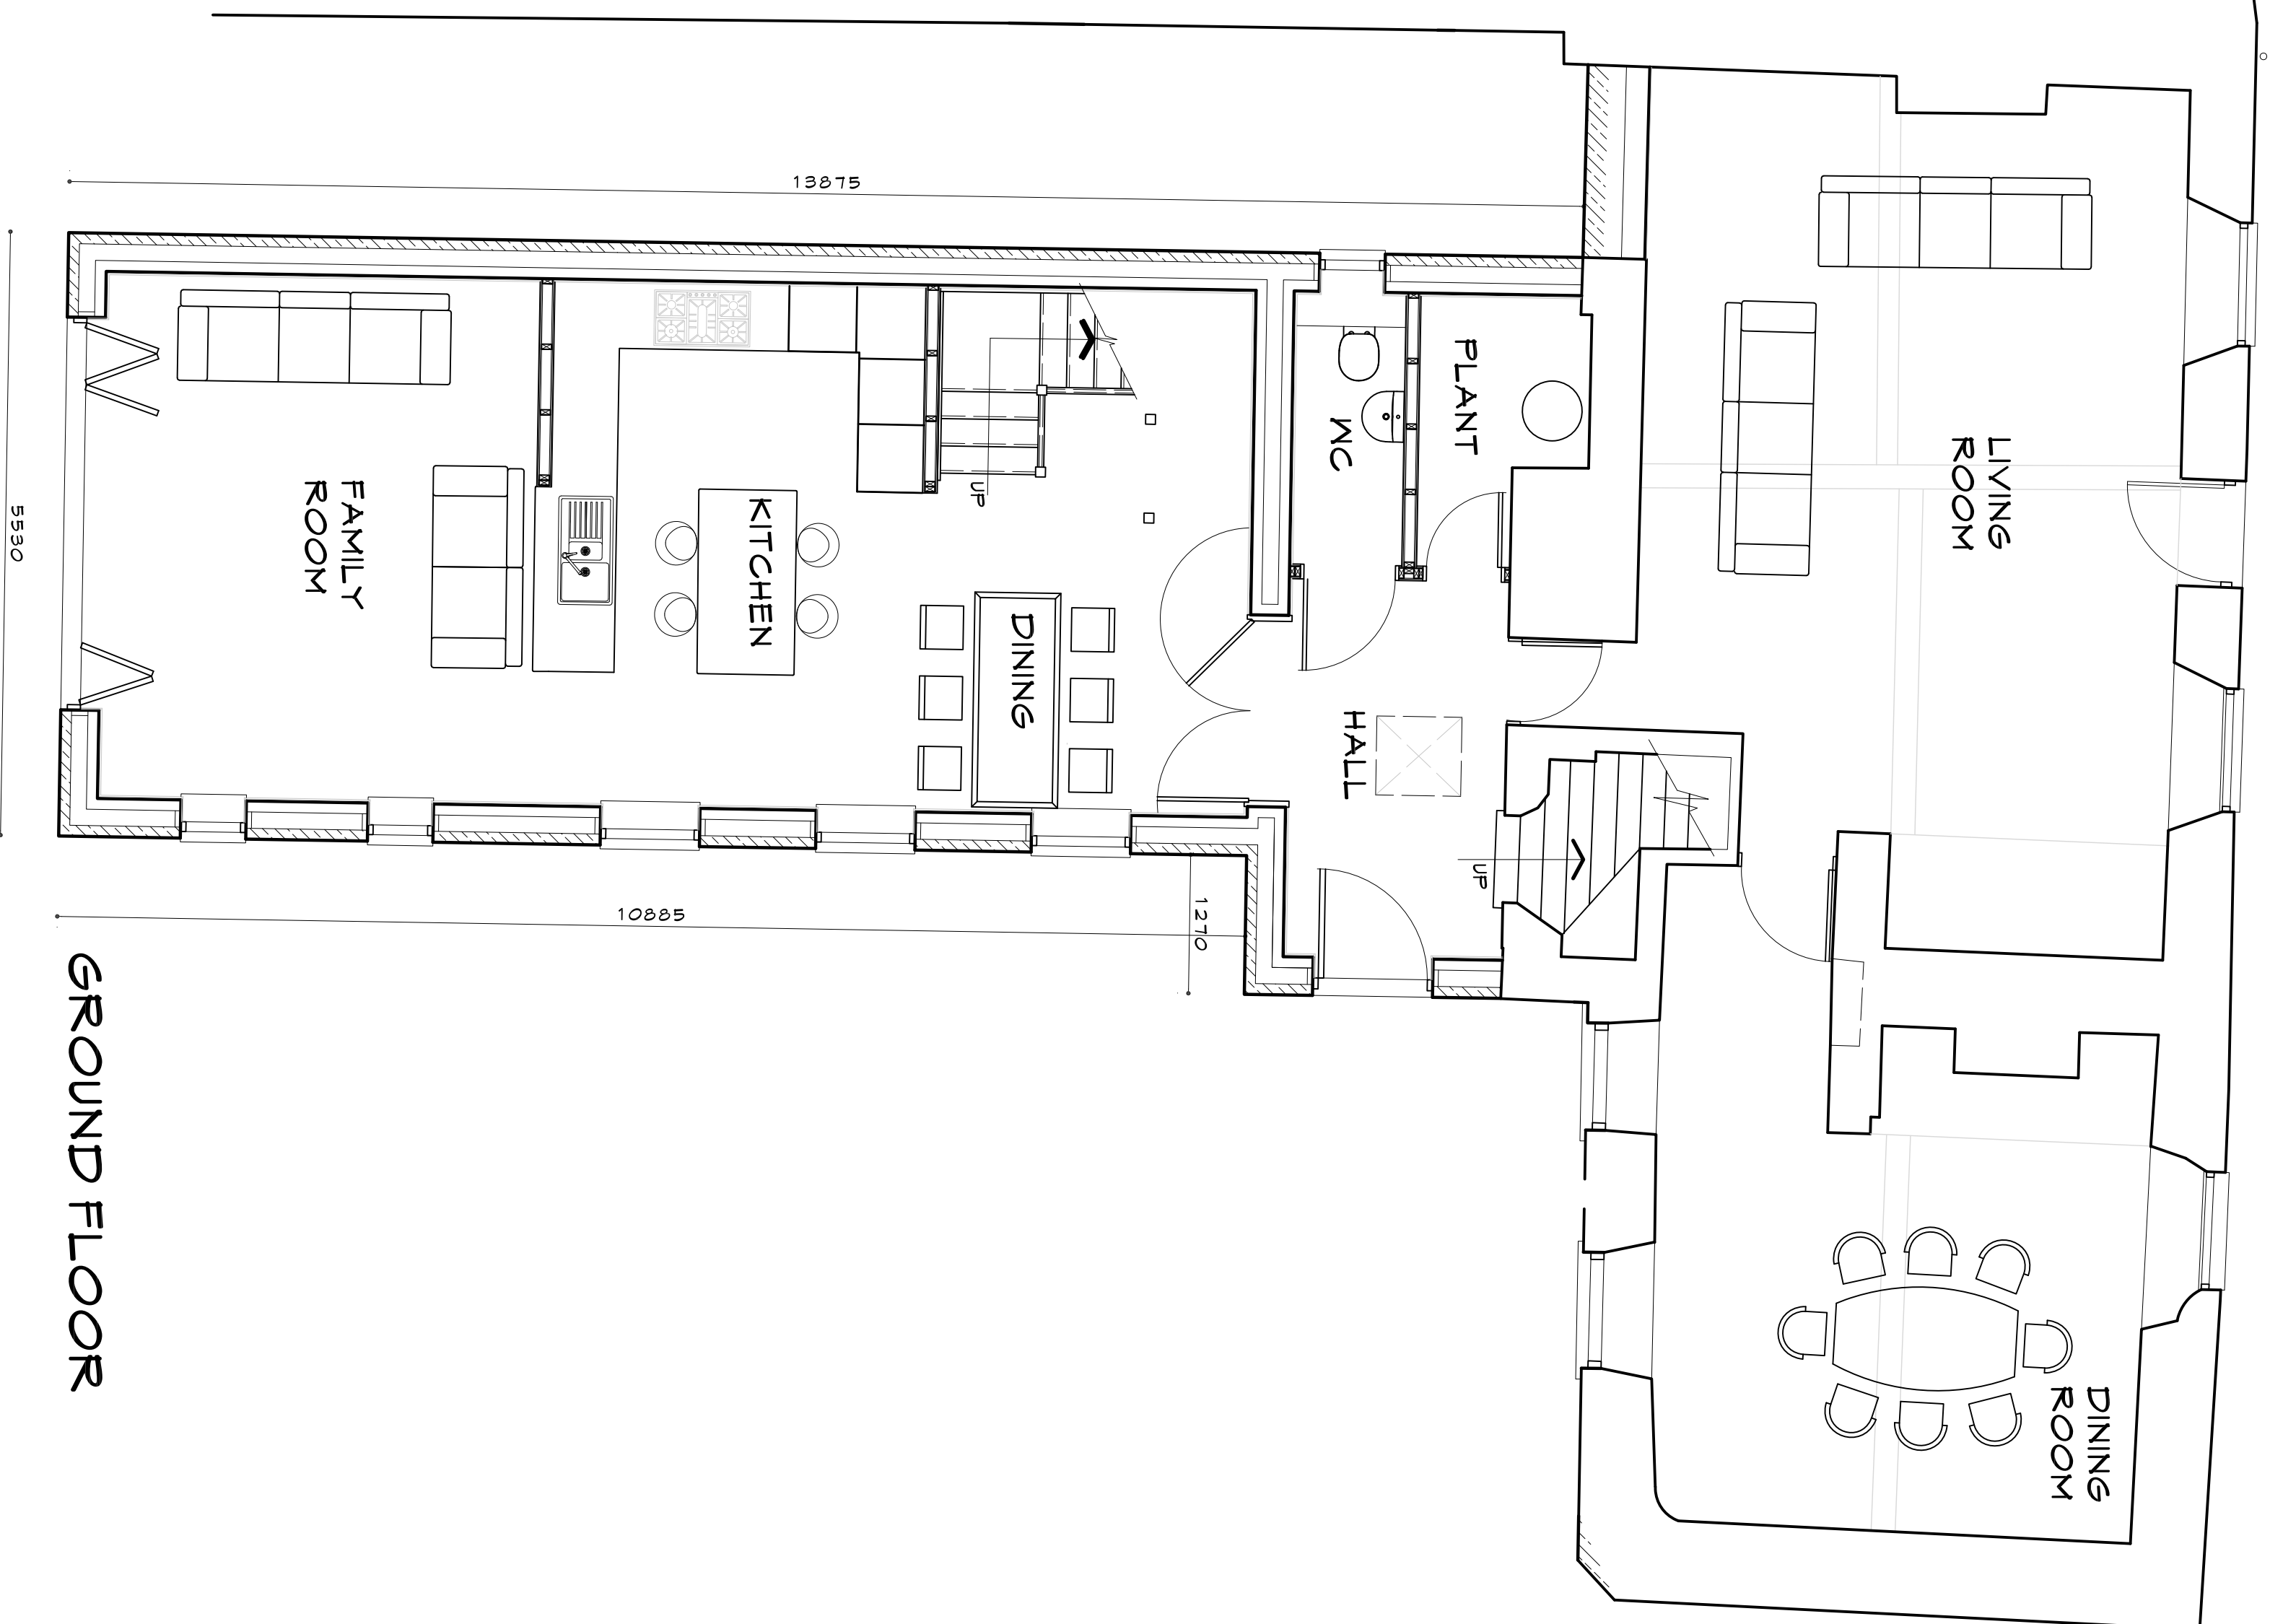 13875
5530
FAMILY
ROOM
KITCHEN
DINING
UP
WC
PLANT
HALL
UP
LIVING
ROOM
DINING
ROOM
10885
1270
GROUND FLOOR